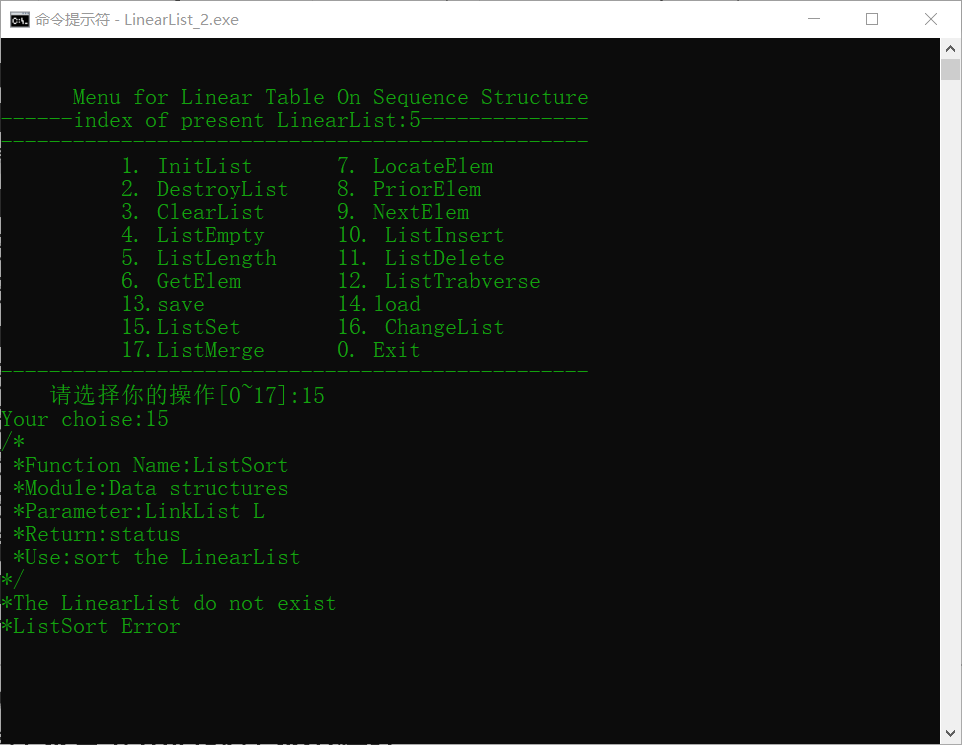 命令提示符 - LinearList_2.exe
Menu for Linear Table On Sequence Structure
------index of present LinearList:5--------------
-------------------------------------------------
1. InitList 7. LocateElem
2. DestroyList 8. PriorElem
3. ClearList 9. NextElem
4. ListEmpty 10. ListInsert
5. ListLength 11. ListDelete
6. GetElem 12. ListTrabverse
13.save 14.load
15.ListSet 16. ChangeList
17.ListMerge 0. Exit
-------------------------------------------------
请选择你的操作[0~17]:15
Your choise:15
/*
*Function Name:ListSort
*Module:Data structures
*Parameter:LinkList L
*Return:status
*Use:sort the LinearList
*/
*The LinearList do not exist
*ListSort Error